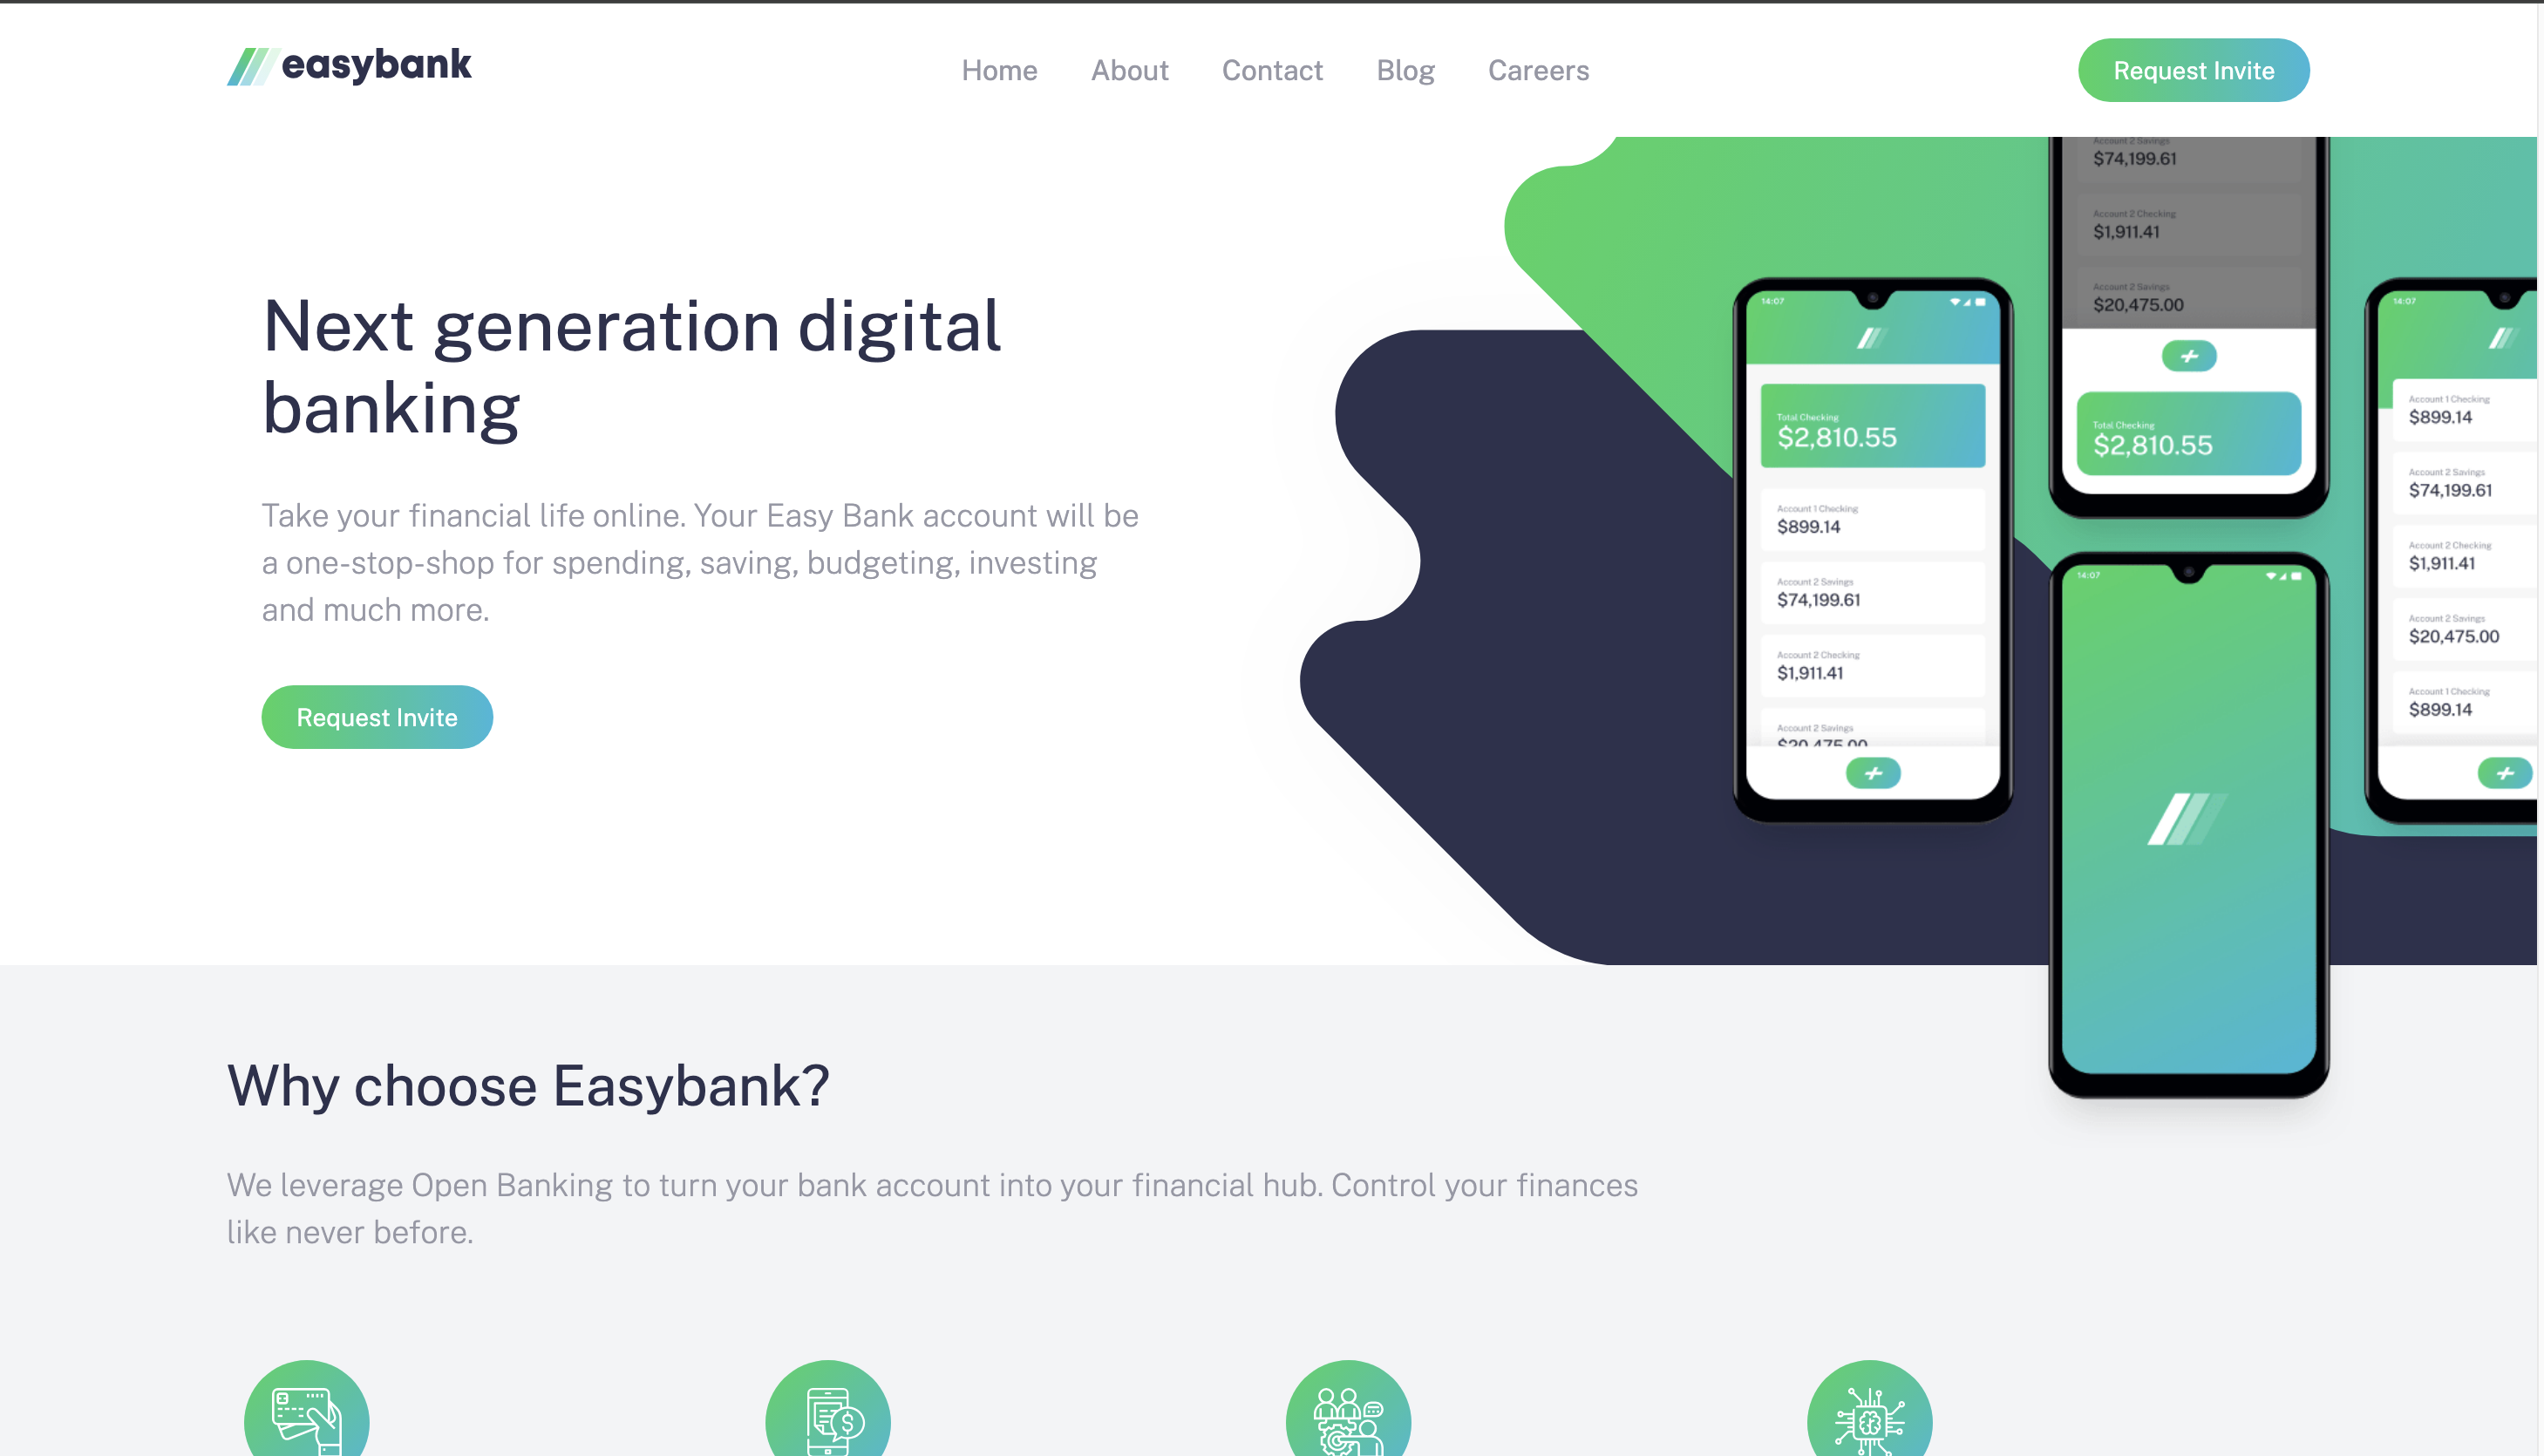 easybank
Home
About
Contact
Blog
Careers
Request Invite
Next generation digital
banking
Take your financial life online. Your Easy Bank account will be
a one-stop-shop for spending, saving, budgeting, investing
and much more.
Request Invite
Account 2 Savings
$74,199.61
Account 2 Checking
$1,911.41
Account 2 Savings
$20,475.00
Total Checking
$2,810.55
14:07
Total Checking
$2,810.55
Account 1 Checking
$899.14
Account 2 Savings
$74,199.61
Account 2 Checking
$1,911.41
Account 2 Savings
$20,475.00
14:07
Account 1 Checking
$899.14
Account 2 Savings
$74,199.61
Account 2 Checking
$1,911.41
Account 2 Savings
$20,475.00
Account 1 Checking
$899.14
14:07
Why choose Easybank?
We leverage Open Banking to turn your bank account into your financial hub. Control your finances
like never before.
$